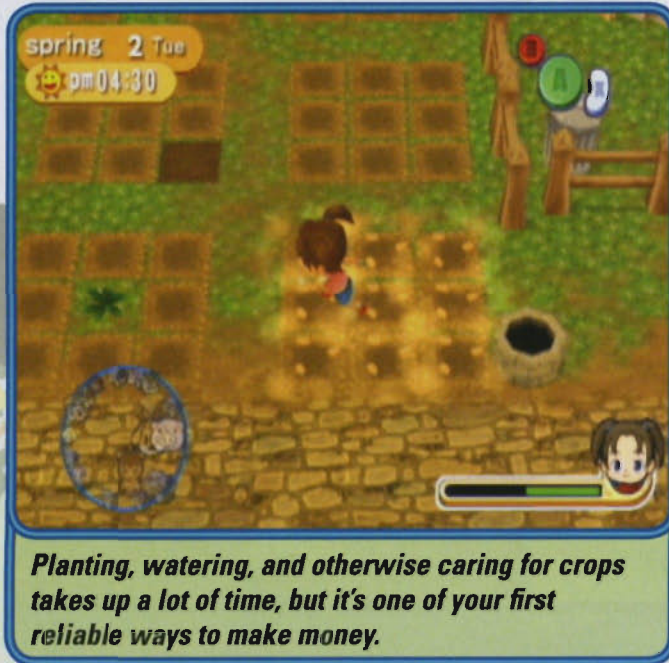 spring 2 Tue
pm04:30
A
Planting, watering, and otherwise caring for crops
takes up a lot of time, but it's one of your first
reliable ways to make money.